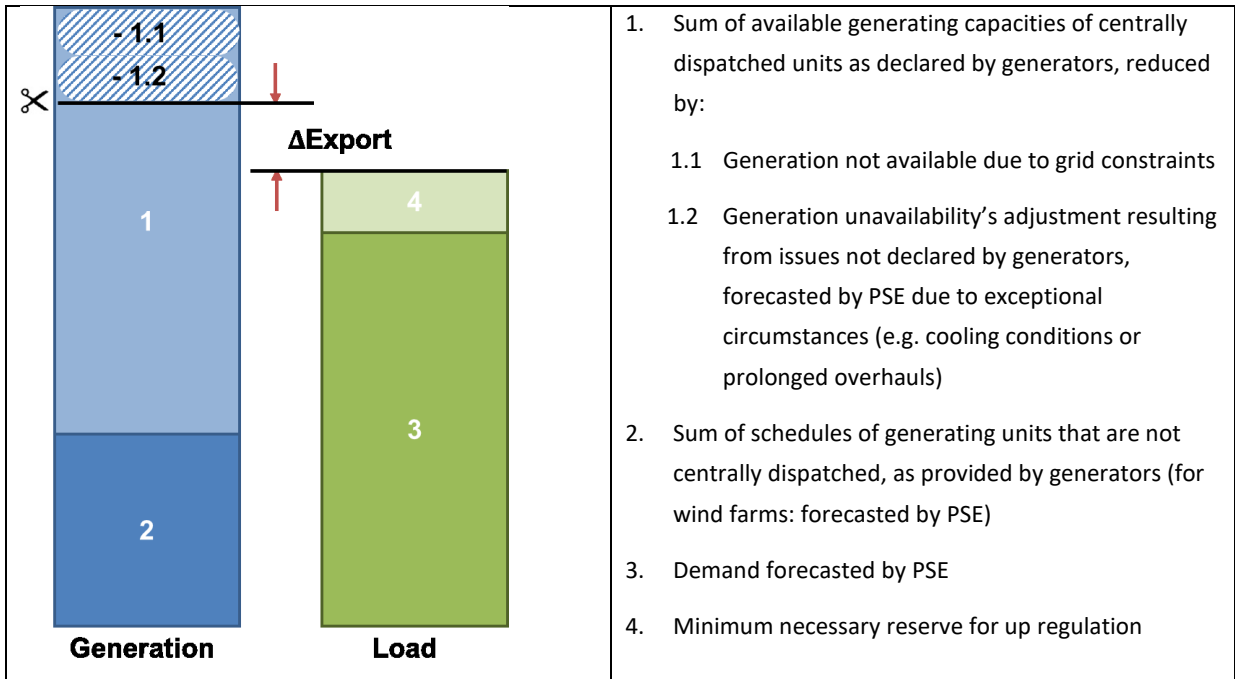 - 1.1
- 1.2
ΔExport
1
4
3
2
Generation
Load
1. Sum of available generating capacities of centrally
dispatched units as declared by generators, reduced
by:
1.1 Generation not available due to grid constraints
1.2 Generation unavailability’s adjustment resulting
from issues not declared by generators,
forecasted by PSE due to exceptional
circumstances (e.g. cooling conditions or
prolonged overhauls)
2. Sum of schedules of generating units that are not
centrally dispatched, as provided by generators (for
wind farms: forecasted by PSE)
3. Demand forecasted by PSE
4. Minimum necessary reserve for up regulation